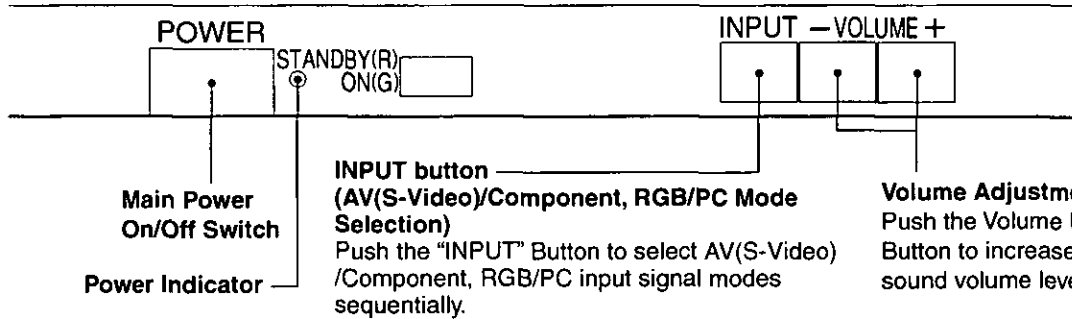 POWER
STANDBY(R)
ON(G)
INPUT – VOLUME +
Main Power
On/Off Switch
Power Indicator
INPUT button
(AV(S-Video)/Component, RGB/PC Mode
Selection)
Push the “INPUT” Button to select AV(S-Video)
/Component, RGB/PC input signal modes
sequentially.
Volume
Push the Volume
Button to increase
sound volume